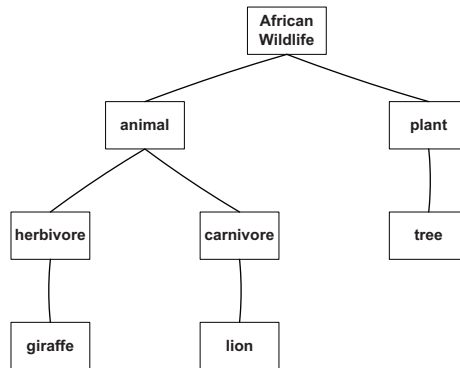 African
Wildlife
animal
plant
herbivore
carnivore
tree
giraffe
lion